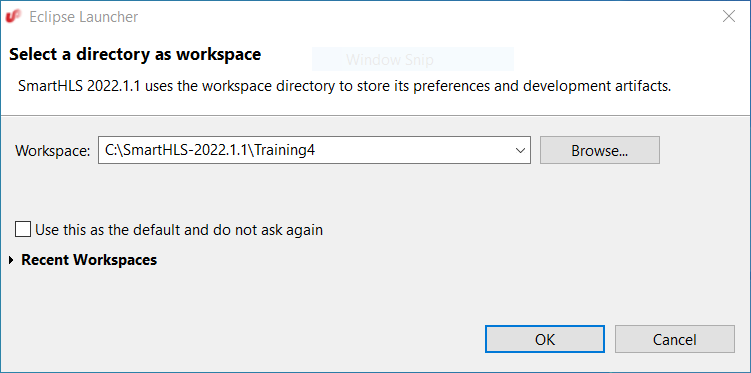 Eclipse Launcher
Select a directory as workspace
Window Snip
SmartHLS 2022.1.1 uses the workspace directory to store its preferences and development artifacts.
Workspace: C:\SmartHLS-2022.1.1\Training4 Browse...
Use this as the default and do not ask again
Recent Workspaces
OK Cancel